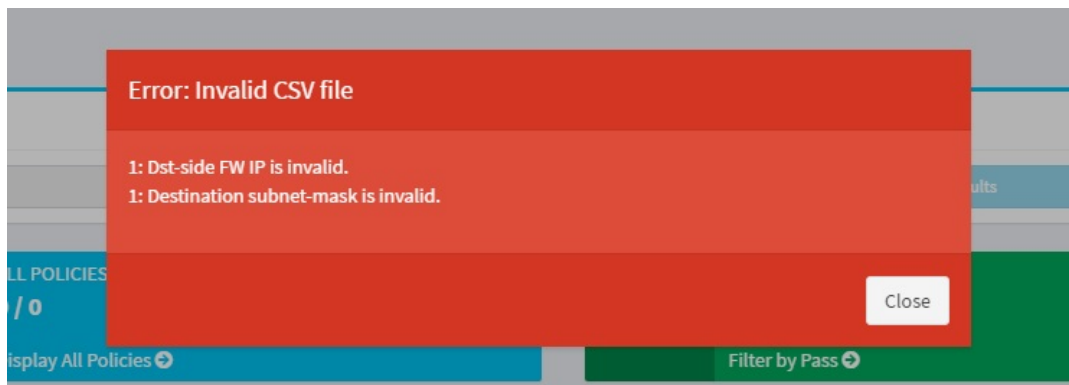 Error: Invalid CSV file
1: Dst-side FW IP is invalid.
1: Destination subnet-mask is invalid.
Close
LL POLICIES
/ 0
isplay All Policies
ults
Filter by Pass